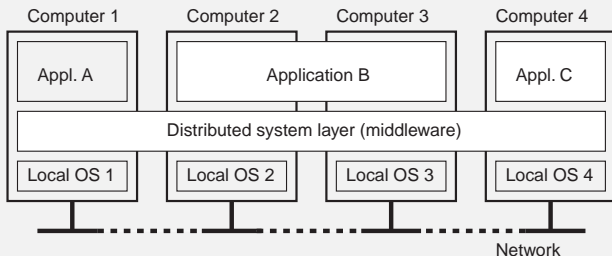 Computer 1
Computer 2
Computer 3
Computer 4
Appl. A
Application B
Appl. C
Distributed system layer (middleware)
Local OS 1
Local OS 2
Local OS 3
Local OS 4
Network